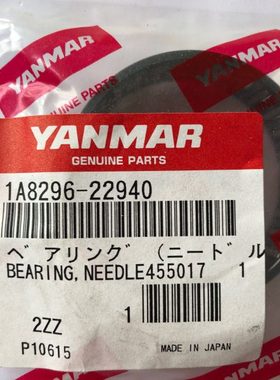 YANMAR
YANMAR
GENUINE PARTS
1A8296-22940
ベアリング (ニードル
BEARING,NEEDLE455017 1
2ZZ
1
P10615
MADE IN JAPAN